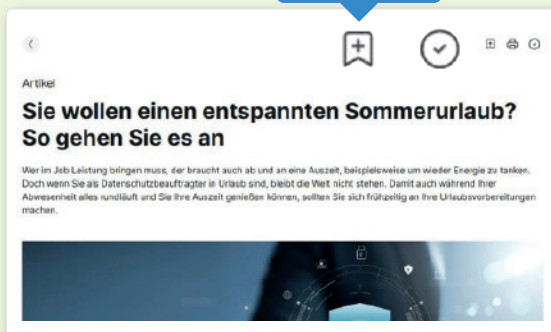 Artikel
Sie wollen einen entspannten Sommerurlaub?
So gehen Sie es an
Wer im Job Leistung bringen muss, der braucht auch ab und an eine Auszeit, beispielsweise um wieder Energie zu tanken.
Doch wenn Sie als Datenschutzbeauftragter in Urlaub sind, bleibt die Welt nicht stehen. Damit auch während Ihrer
Abwesenheit alles rundläuft und Sie Ihre Auszeit genießen können, sollten Sie sich frühzeitig an Ihre Urlaubsvorbereitungen
machen.